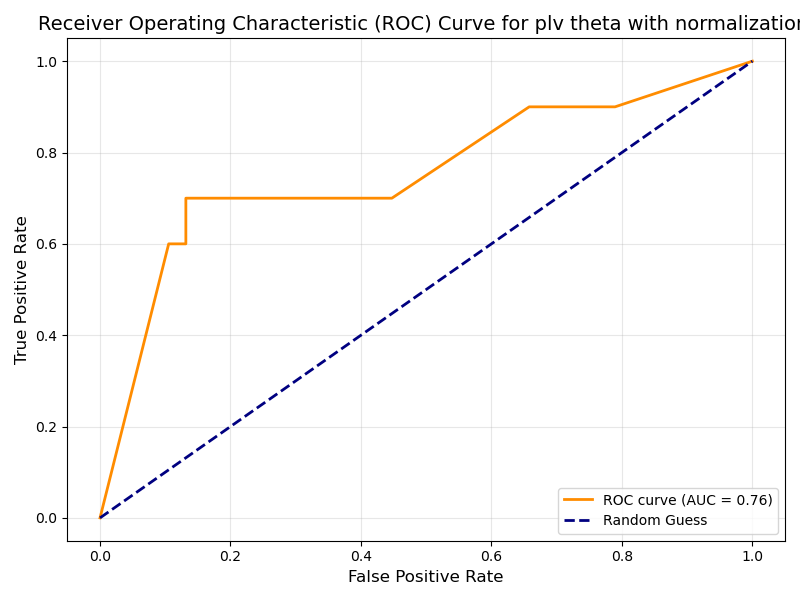 Receiver Operating Characteristic (ROC) Curve for plv theta with normalization
1.0
0.8
0.6
0.4
0.2
0.0
True Positive Rate
0.0 0.2 0.4 0.6 0.8 1.0
False Positive Rate
ROC curve (AUC = 0.76)
Random Guess